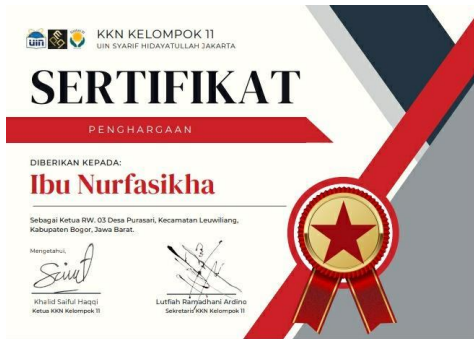 uin
KKN KELOMPOK 11
UIN SYARIF HIDAYATULLAH JAKARTA
SERTIFIKAT
PENGHARGAAN
DIBERIKAN KEPADA:
Ibu Nurfasikha
Sebagai Ketua RW. 03 Desa Purasari, Kecamatan Leuwiliang,
Kabupaten Bogor, Jawa Barat.
Mengetahui,
Khalid Saiful Haqqi
Ketua KKN Kelompok 11
Lutfiah Ramadhani Ardino
Sekretaris KKN Kelompok 11